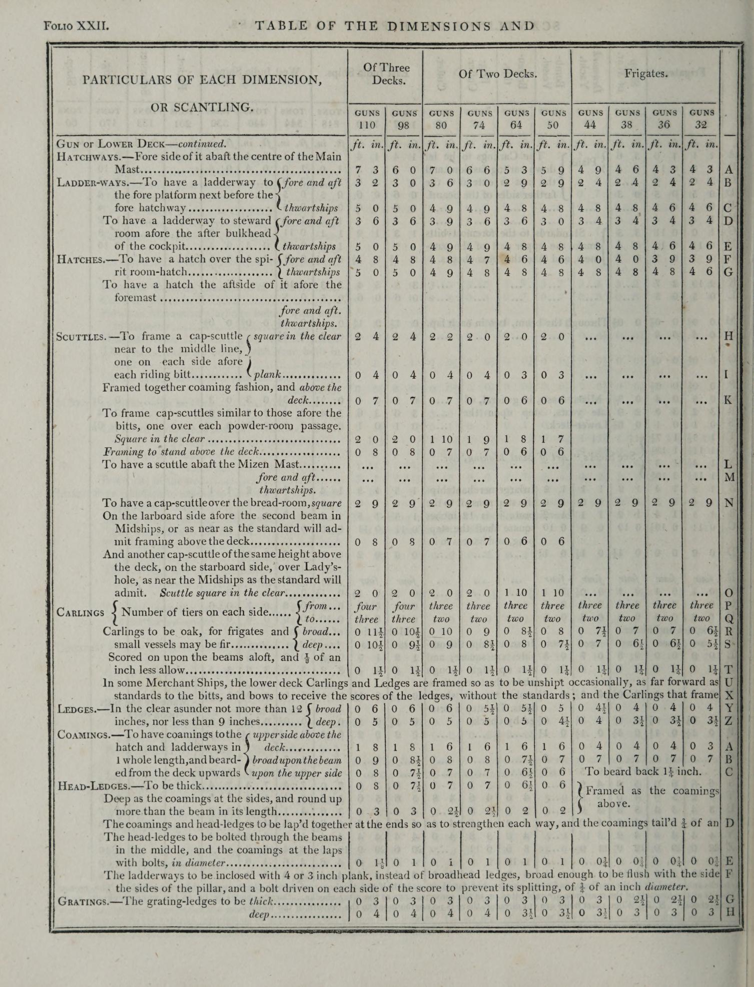 Folio XXII. TABLE OF THE DIMENSIONS AND
PARTICULARS OF EACH DIMENSION, OR SCANTLING. Of Three Decks. Of Two Decks. Frigates.
GUNS 110 GUNS 98 GUNS 80 GUNS 74 GUNS 64 GUNS 50 GUNS 44 GUNS 38 GUNS 36 GUNS 32
Gun or Lower Deck—continued. ft. in. ft. in. ft. in. ft. in. ft. in. ft. in. ft. in. ft. in. ft. in. ft. in.
Hatchways.—Fore side of it abaft the centre of the Main
Mast 7 3 6 0 7 0 6 6 5 3 5 9 4 9 4 6 4 3 4 3 A
Ladder-ways.—To have a ladderway to { fore and aft 3 2 3 0 3 6 3 0 2 9 2 9 2 4 2 4 2 4 2 4 B
the fore platform next before the
fore hatchway { thwartships 5 0 5 0 4 9 4 9 4 8 4 8 4 8 4 8 4 6 4 6 C
To have a ladderway to steward { fore and aft 3 6 3 6 3 9 3 6 3 6 3 0 3 4 3 4 3 4 3 4 D
room afore the after bulkhead
of the cockpit { thwartships 5 0 5 0 4 9 4 9 4 8 4 8 4 8 4 8 4 6 4 6 E
Hatches.—To have a hatch over the spi- { fore and aft 4 8 4 8 4 8 4 7 4 6 4 6 4 0 4 0 3 9 3 9 F
rit room-hatch { thwartships 5 0 5 0 4 9 4 8 4 8 4 8 4 8 4 8 4 8 4 6 G
To have a hatch the aftside of it afore the
foremast
fore and aft.
thwartships.
Scuttles.—To frame a cap-scuttle { square in the clear 2 4 2 4 2 2 2 0 2 0 2 0 ... ... ... ... H
near to the middle line,
one on each side afore
each riding bitt { plank 0 4 0 4 0 4 0 4 0 3 0 3 ... ... ... ... I
Framed together coaming fashion, and above the
deck 0 7 0 7 0 7 0 7 0 6 0 6 ... ... ... ... K
To frame cap-scuttles similar to those afore the
bitts, one over each powder-room passage.
Square in the clear 2 0 2 0 1 10 1 9 1 8 1 7
Framing to stand above the deck 0 8 0 8 0 7 0 7 0 6 0 6
To have a scuttle abaft the Mizen Mast ... ... ... ... ... ... ... ... ... ... L
fore and aft ... ... ... ... ... ... ... ... ... ... M
thwartships.
To have a cap-scuttle over the bread-room, square 2 9 2 9 2 9 2 9 2 9 2 9 2 9 2 9 2 9 2 9 N
On the larboard side afore the second beam in
Midships, or as near as the standard will ad-
mit framing above the deck 0 8 0 8 0 7 0 7 0 6 0 6
And another cap-scuttle of the same height above
the deck, on the starboard side, over Lady's-
hole, as near the Midships as the standard will
admit. Scuttle square in the clear 2 0 2 0 2 0 2 0 1 10 1 10 ... ... ... ... O
Carlings { Number of tiers on each side { from four four three three three three three three three three P
{ to three three two two two two two two two two Q
Carlings to be oak, for frigates and { broad 0 11½ 0 10½ 0 10 0 9 0 8½ 0 8 0 7½ 0 7 0 7 0 6½ R
small vessels may be fir { deep 0 10½ 0 9½ 0 9 0 8½ 0 8 0 7½ 0 7 0 6½ 0 6½ 0 5½ S
Scored on upon the beams aloft, and ⅛ of an
inch less allow 0 1½ 0 1½ 0 1½ 0 1½ 0 1½ 0 1½ 0 1¼ 0 1¼ 0 1¼ 0 1¼ T
In some Merchant Ships, the lower deck Carlings and Ledges are framed so as to be unshipt occasionally, as far forward as U
standards to the bitts, and bows to receive the scores of the ledges, without the standards; and the Carlings that frame X
Ledges.—In the clear asunder not more than 12 { broad 0 6 0 6 0 6 0 5½ 0 5½ 0 5 0 4½ 0 4 0 4 0 4 Y
inches, nor less than 9 inches { deep. 0 5 0 5 0 5 0 5 0 5 0 4½ 0 4 0 3½ 0 3½ 0 3½ Z
Coamings.—To have coamings to the { upper side above the
hatch and ladderways in deck 1 8 1 8 1 6 1 6 1 6 1 6 0 4 0 4 0 4 0 3 A
1 whole length, and beard- broad upon the beam 0 9 0 8½ 0 8 0 8 0 7½ 0 7 0 7 0 7 0 7 0 7 B
ed from the deck upwards upon the upper side 0 8 0 7½ 0 7 0 7 0 6½ 0 6 To beard back 1½ inch. C
Head-Ledges.—To be thick 0 8 0 7½ 0 7 0 7 0 6½ 0 6 } Framed as the coamings above.
Deep as the coamings at the sides, and round up
more than the beam in its length 0 3 0 3 0 2½ 0 2½ 0 2 0 2
The coamings and head-ledges to be lap'd together at the ends so as to strengthen each way, and the coamings tail'd ¾ of an D
The head-ledges to be bolted through the beams
in the middle, and the coamings at the laps
with bolts, in diameter 0 1⅛ 0 1 0 1 0 1 0 1 0 1 0 0¾ 0 0¾ 0 0¾ 0 0¾ E
The ladderways to be inclosed with 4 or 3 inch plank, instead of broadhead ledges, broad enough to be flush with the side F
the sides of the pillar, and a bolt driven on each side of the score to prevent its splitting, of ¾ of an inch diameter.
Gratings.—The grating-ledges to be thick 0 3 0 3 0 3 0 3 0 3 0 3 0 3 0 2½ 0 2½ 0 2½ G
deep 0 4 0 4 0 4 0 4 0 3½ 0 3½ 0 3½ 0 3 0 3 0 3 H